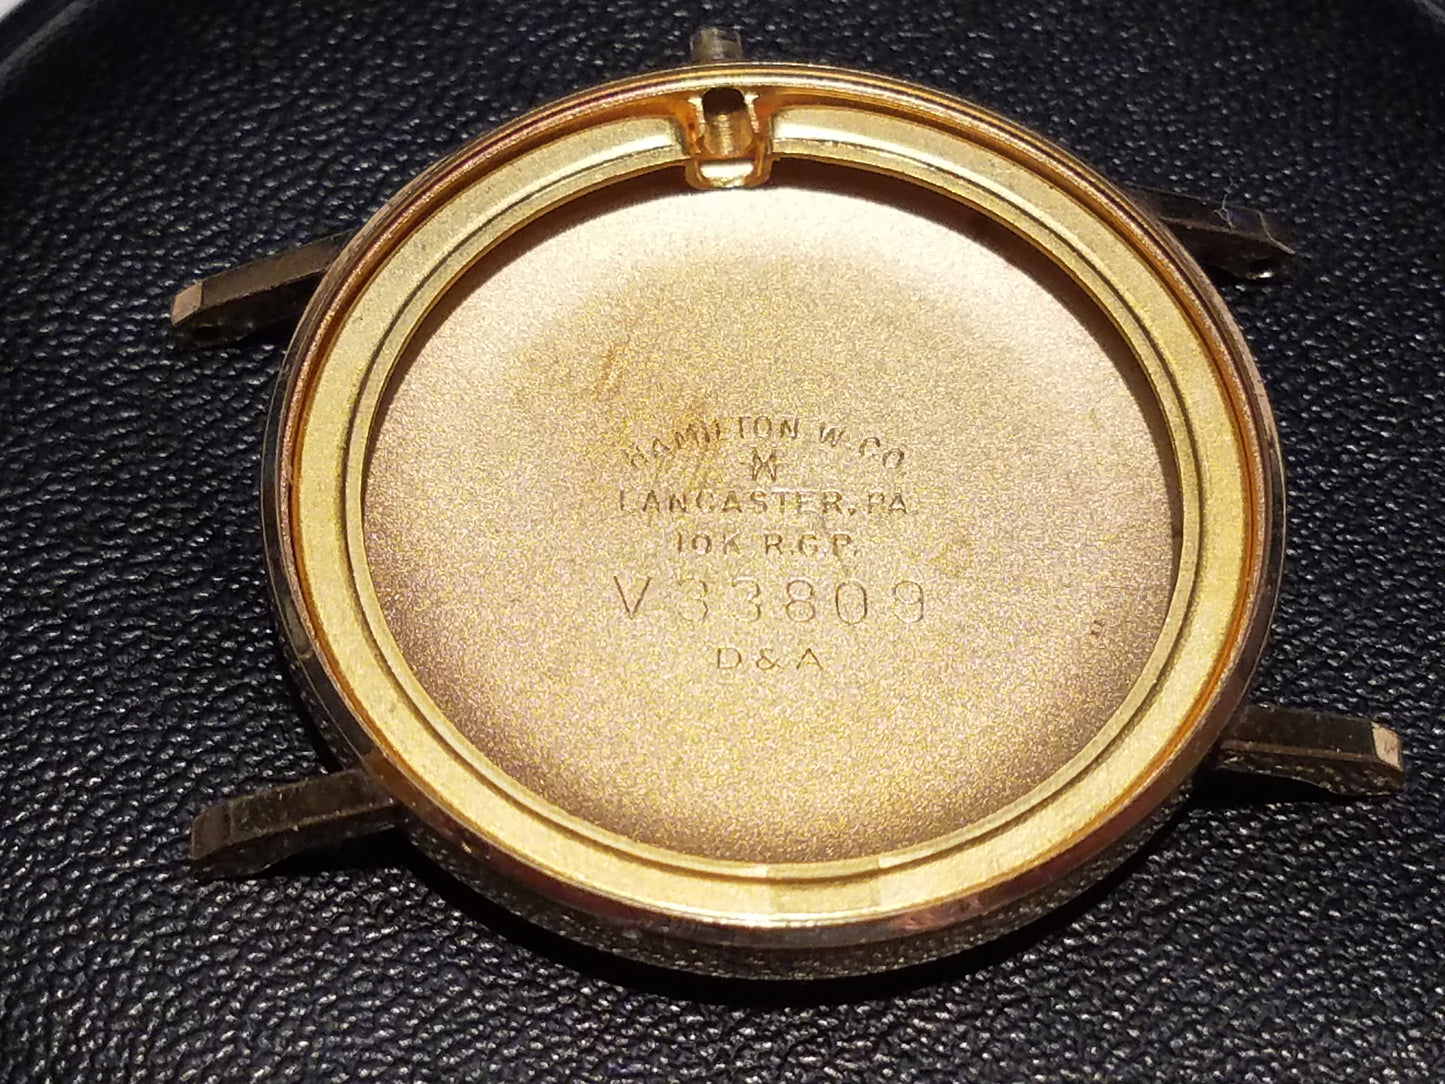 HAMILTON W. CO.
LANCASTER, PA.
10K R.G.P.
V33809
D & A